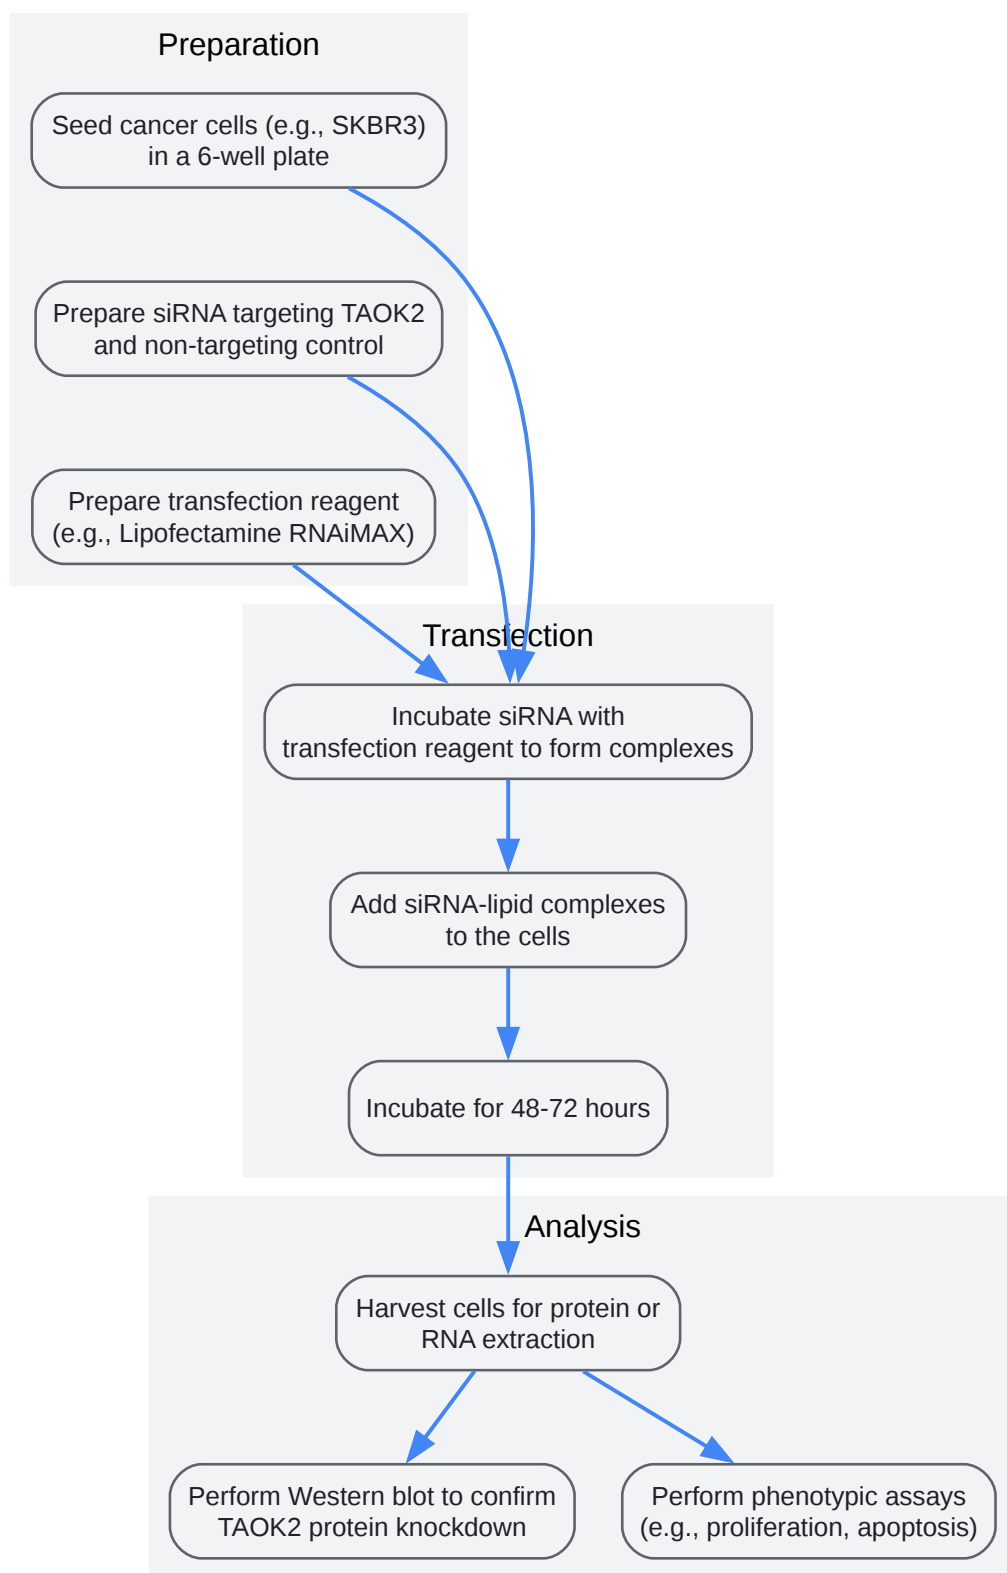 Preparation
Seed cancer cells (e.g., SKBR3)
in a 6-well plate
Prepare siRNA targeting TAOK2
and non-targeting control
Prepare transfection reagent
(e.g., Lipofectamine RNAiMAX)
Transfection
Incubate siRNA with
transfection reagent to form complexes
Add siRNA-lipid complexes
to the cells
Incubate for 48-72 hours
Analysis
Harvest cells for protein or
RNA extraction
Perform Western blot to confirm
TAOK2 protein knockdown
Perform phenotypic assays
(e.g., proliferation, apoptosis)